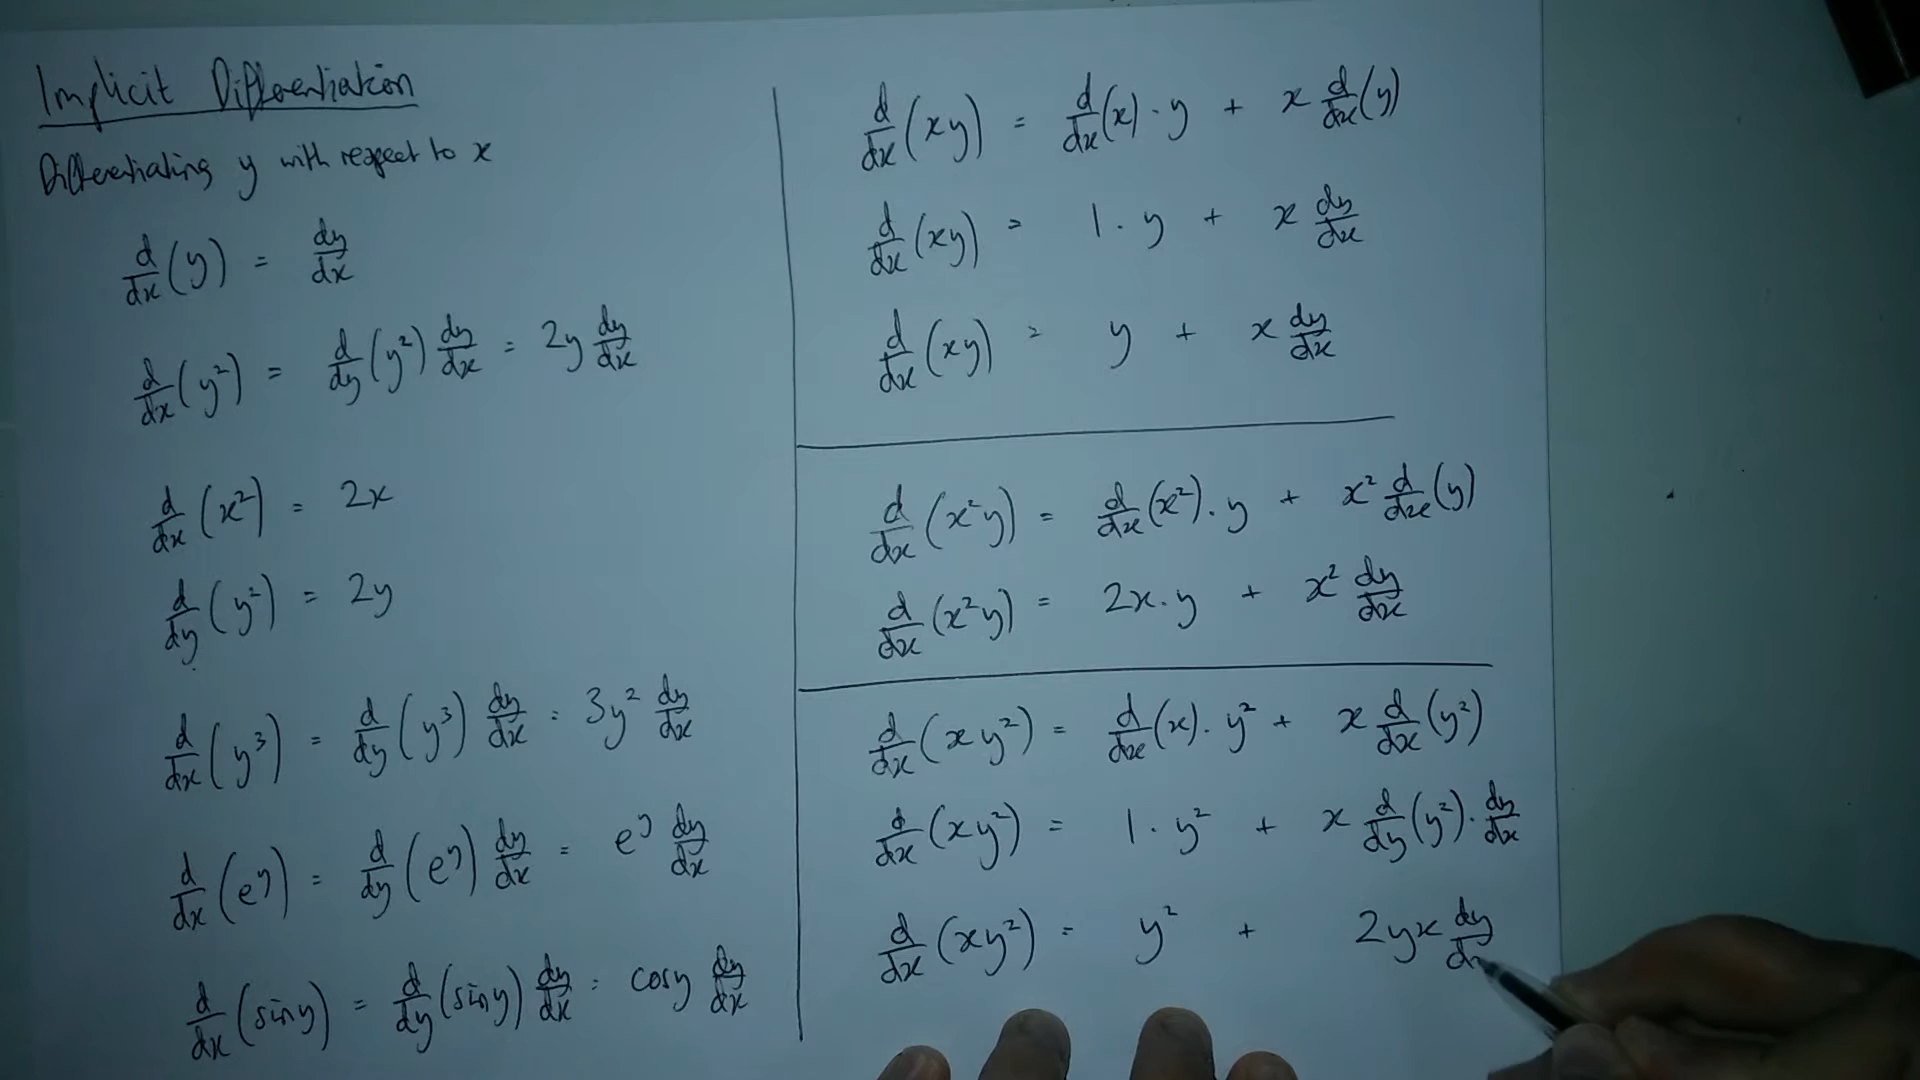 Implicit Differentiation
Differentiating y with respect to x
d/dx (y) = dy/dx
d/dx (y²) = d/dy (y²) dy/dx = 2y dy/dx
d/dx (x²) = 2x
d/dy (y²) = 2y
d/dx (y³) = d/dy (y³) dy/dx = 3y² dy/dx
d/dx (e^y) = d/dy (e^y) dy/dx = e^y dy/dx
d/dx (sin y) = d/dy (sin y) dy/dx = cos y dy/dx
d/dx (xy) = d/dx (x) · y + x d/dx (y)
d/dx (xy) = 1 · y + x dy/dx
d/dx (xy) = y + x dy/dx
d/dx (x²y) = d/dx (x²) · y + x² d/dx (y)
d/dx (x²y) = 2x · y + x² dy/dx
d/dx (xy²) = d/dx (x) · y² + x d/dx (y²)
d/dx (xy²) = 1 · y² + x d/dy (y²) · dy/dx
d/dx (xy²) = y² + 2yx dy/dx